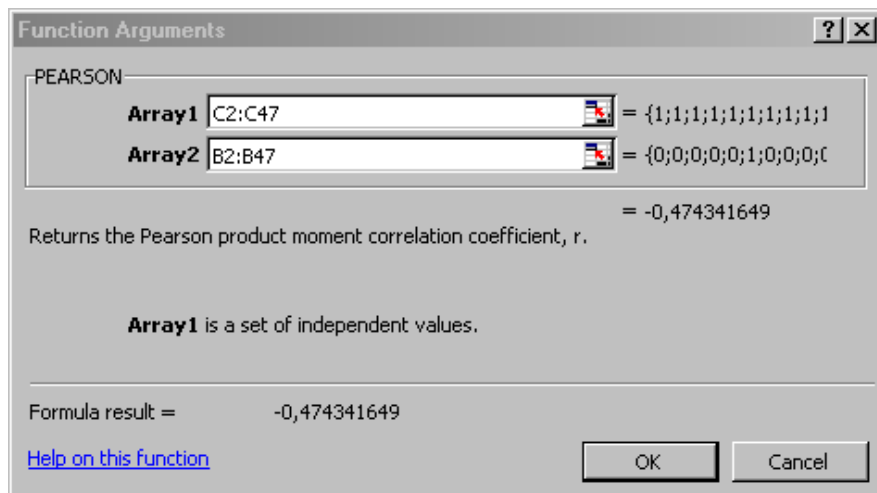 Function Arguments
PEARSON
Array1 C2:C47 = {1;1;1;1;1;1;1;1;1;1
Array2 B2:B47 = {0;0;0;0;0;1;0;0;0;0
= -0,474341649
Returns the Pearson product moment correlation coefficient, r.
Array1 is a set of independent values.
Formula result = -0,474341649
Help on this function
OK Cancel